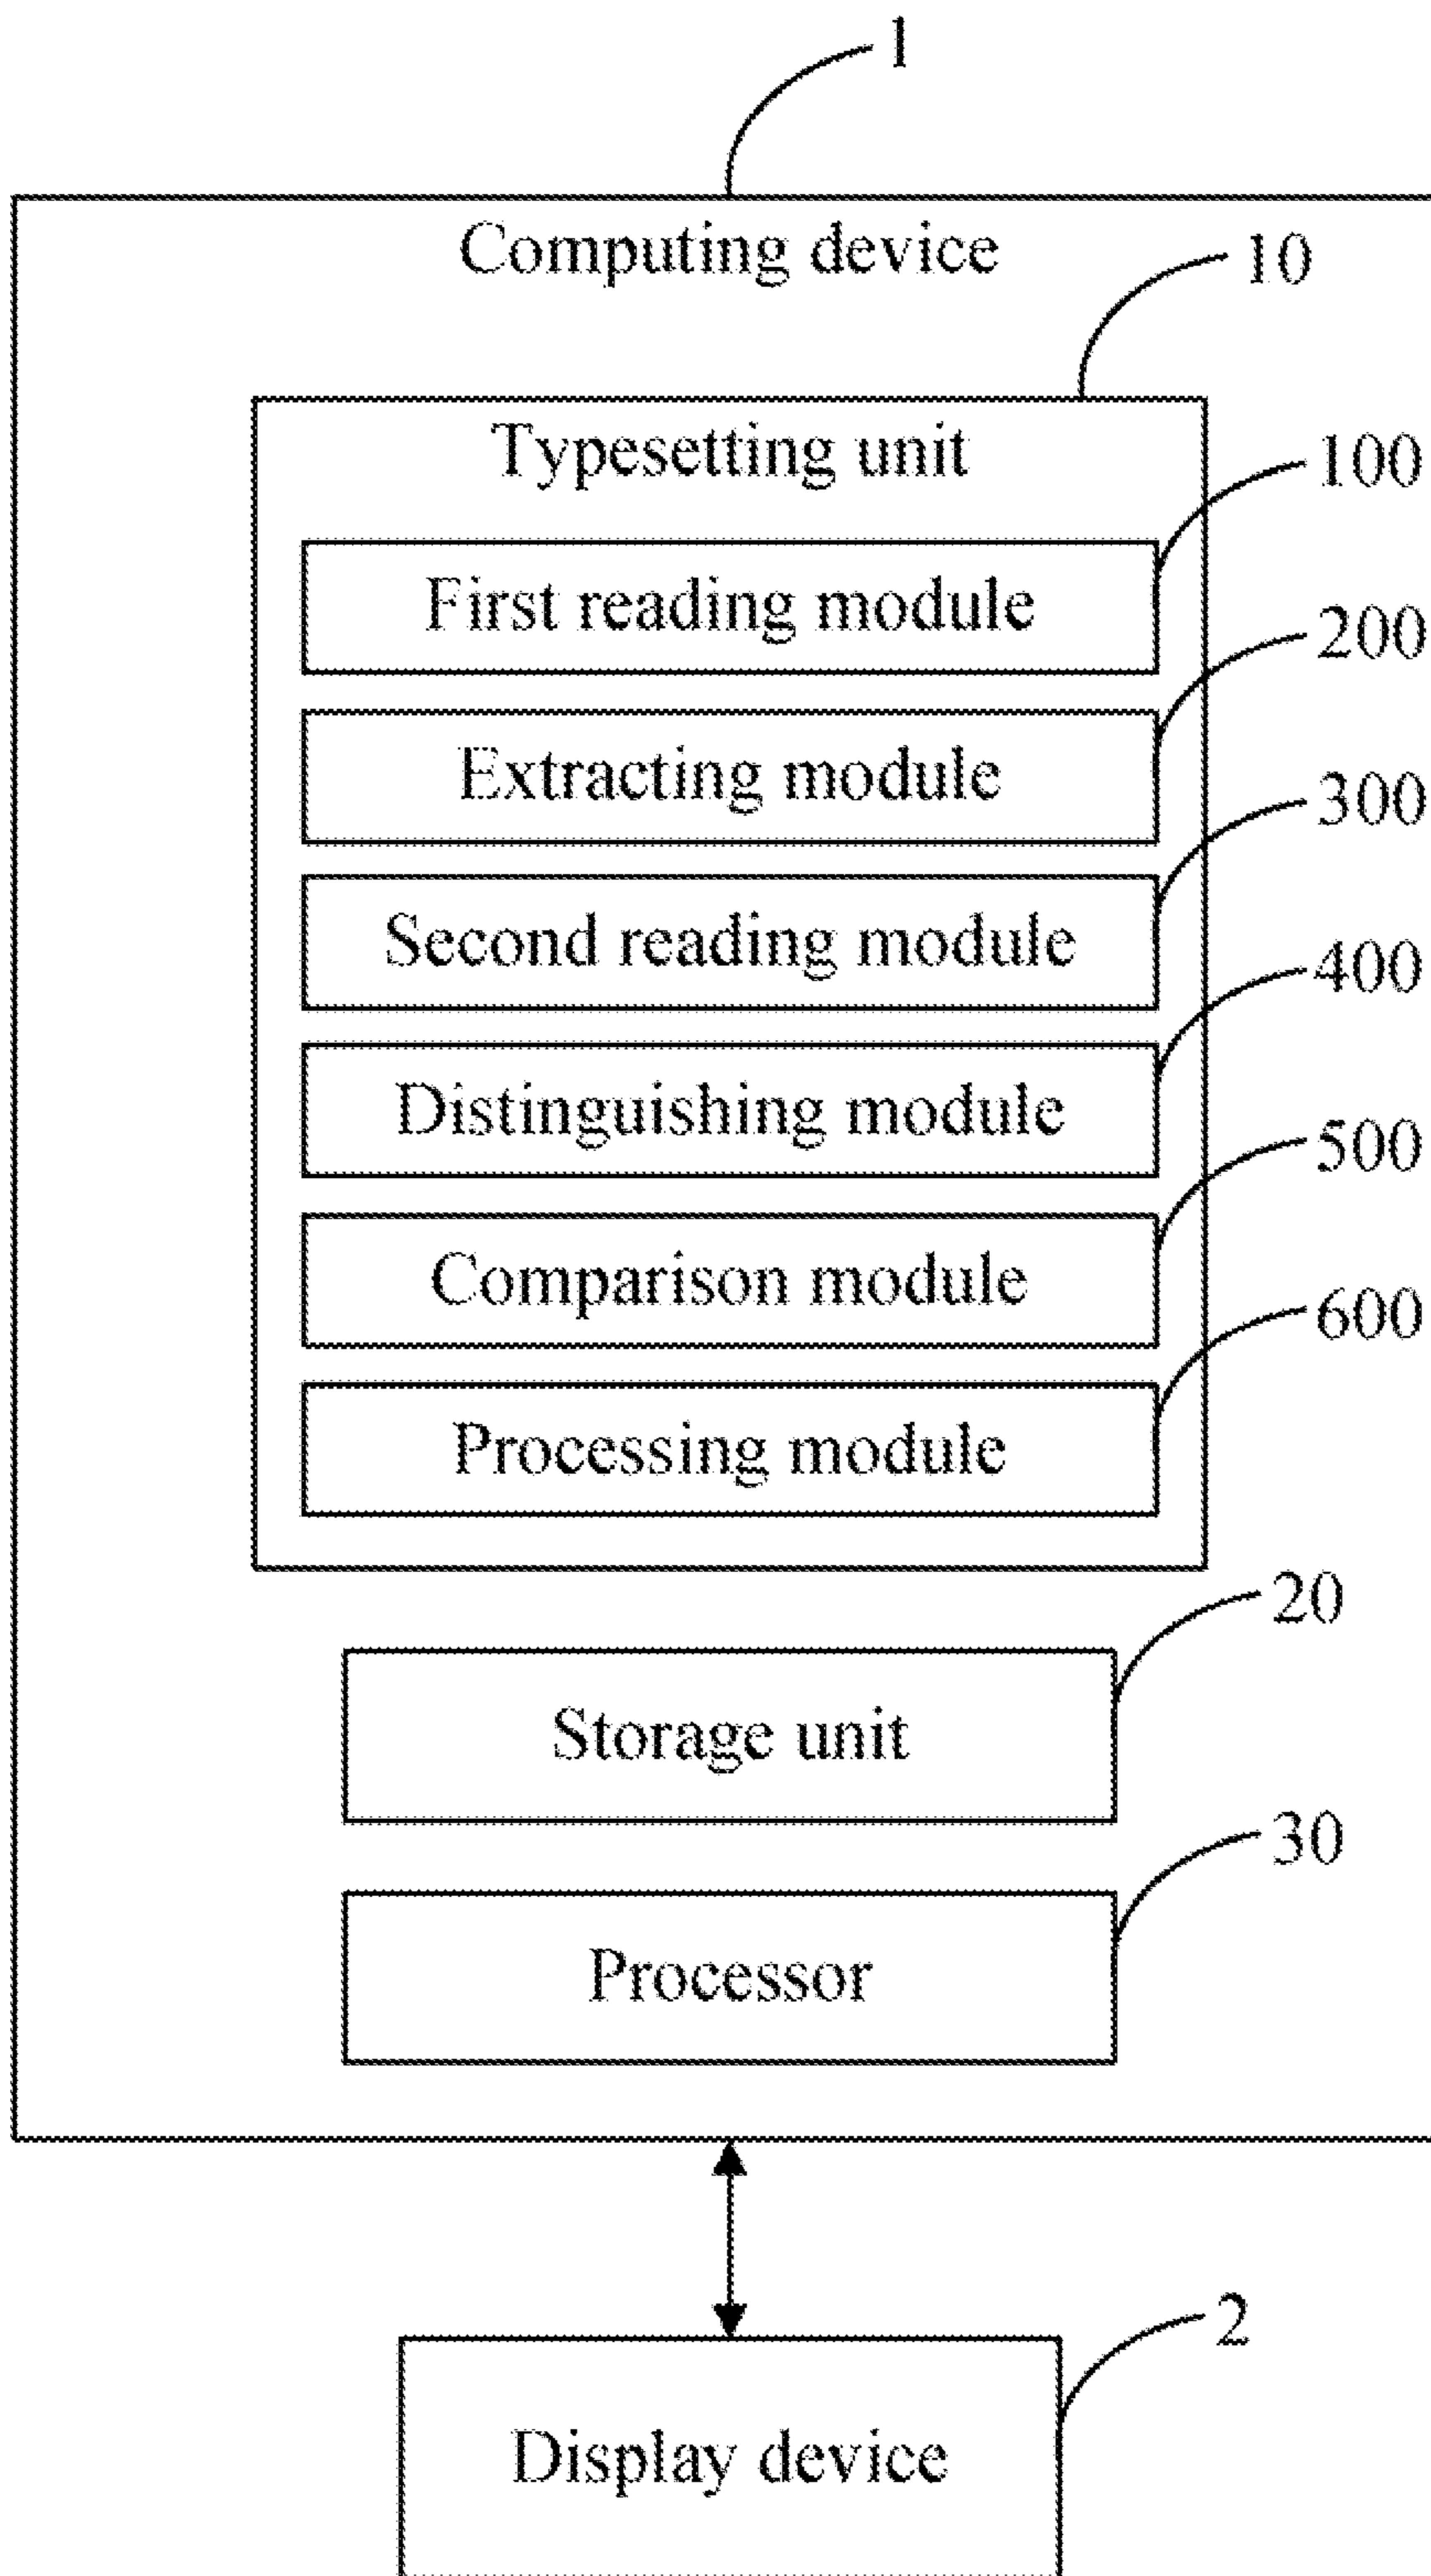 1
Computing device
10
Typesetting unit
100
First reading module
200
Extracting module
300
Second reading module
400
Distinguishing module
500
Comparison module
600
Processing module
20
Storage unit
30
Processor
2
Display device